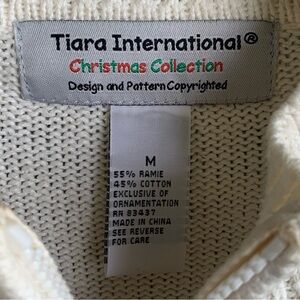 Tiara International®
Christmas Collection
Design and Pattern Copyrighted
M
55% RAMIE
45% COTTON
EXCLUSIVE OF
ORNAMENTATION
RN 83437
MADE IN CHINA
SEE REVERSE
FOR CARE